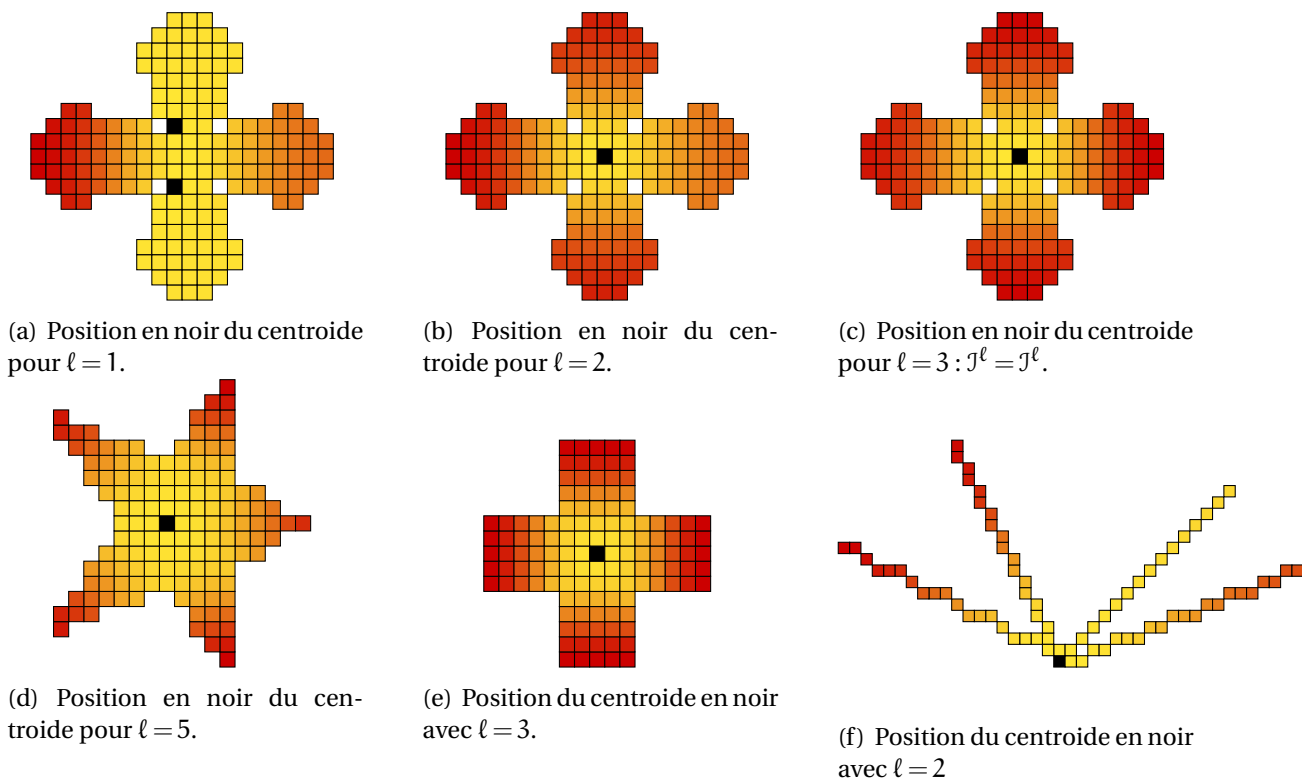 (a) Position en noir du centroide
pour ℓ = 1.
(b) Position en noir du cen-
troide pour ℓ = 2.
(c) Position en noir du centroide
pour ℓ = 3 : ℐ^ℓ = ℐ^ℓ.
(d) Position en noir du cen-
troide pour ℓ = 5.
(e) Position du centroide en noir
avec ℓ = 3.
(f) Position du centroide en noir
avec ℓ = 2